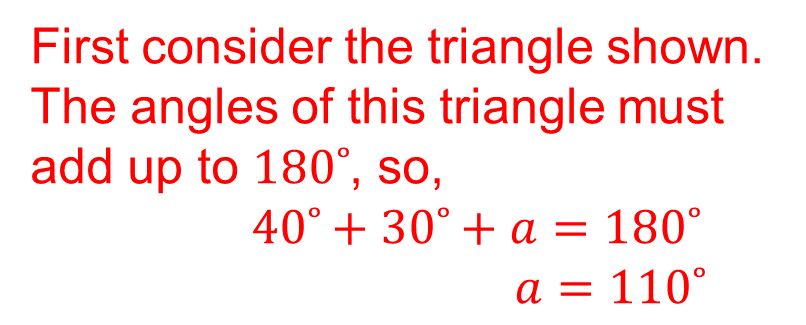 First consider the triangle shown.
The angles of this triangle must
add up to 180°, so,
40° + 30° + a = 180°
a = 110°